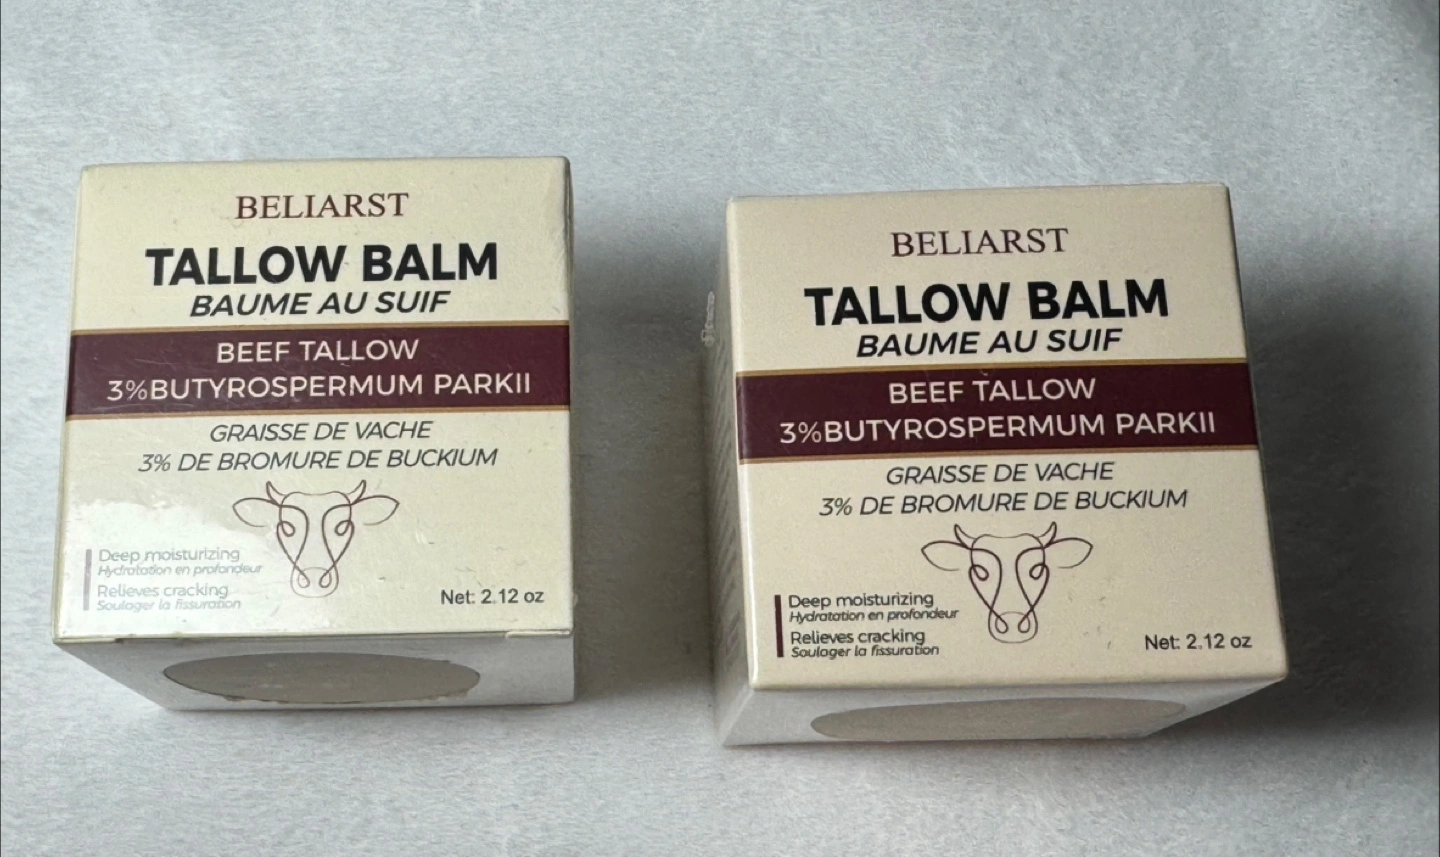 BELIARST
TALLOW BALM
BAUME AU SUIF
BEEF TALLOW
3%BUTYROSPERMUM PARKII
GRAISSE DE VACHE
3% DE BROMURE DE BUCKIUM
Deep moisturizing
Hydratation en profondeur
Relieves cracking
Soulager la fissuration
Net: 2.12 oz
BELIARST
TALLOW BALM
BAUME AU SUIF
BEEF TALLOW
3%BUTYROSPERMUM PARKII
GRAISSE DE VACHE
3% DE BROMURE DE BUCKIUM
Deep moisturizing
Hydratation en profondeur
Relieves cracking
Soulager la fissuration
Net: 2.12 oz